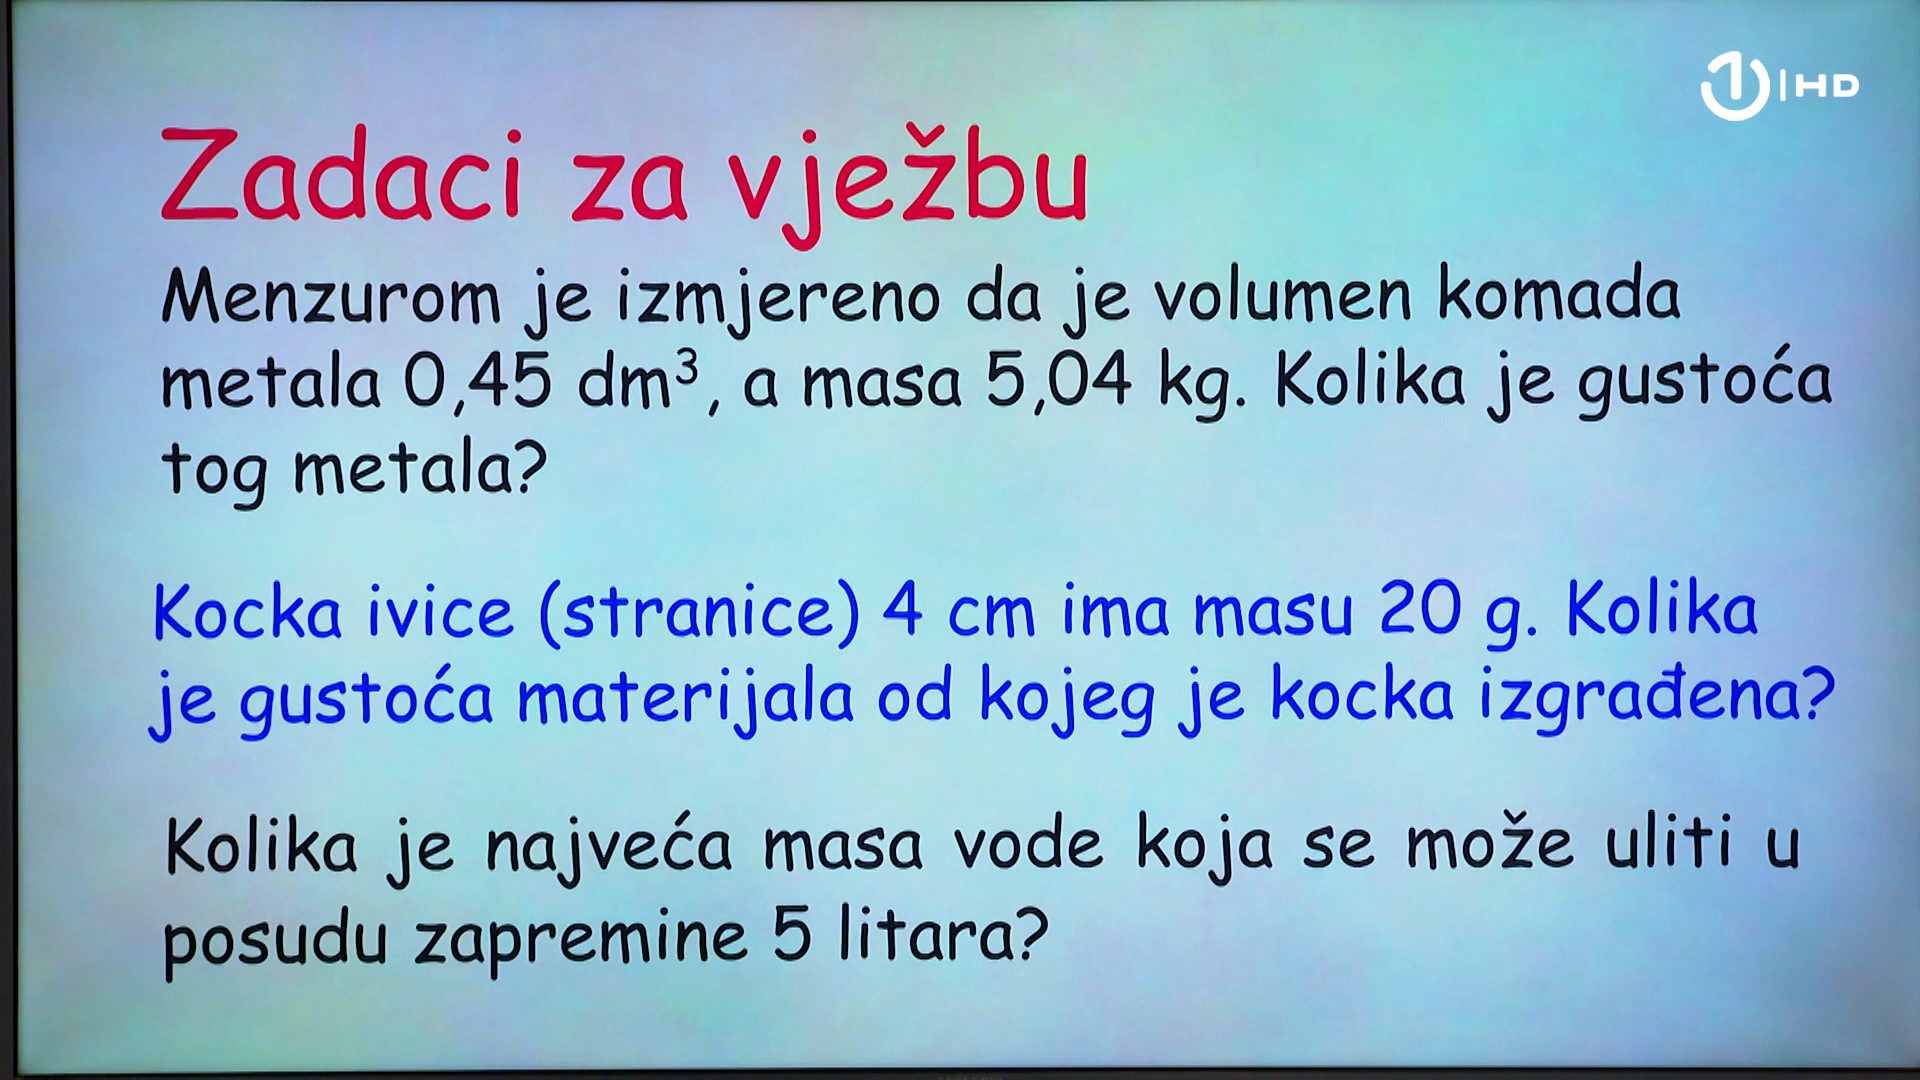 1 HD
Zadaci za vježbu
Menzurom je izmjereno da je volumen komada
metala 0,45 dm³, a masa 5,04 kg. Kolika je gustoća
tog metala?
Kocka ivice (stranice) 4 cm ima masu 20 g. Kolika
je gustoća materijala od kojeg je kocka izgrađena?
Kolika je najveća masa vode koja se može uliti u
posudu zapremine 5 litara?